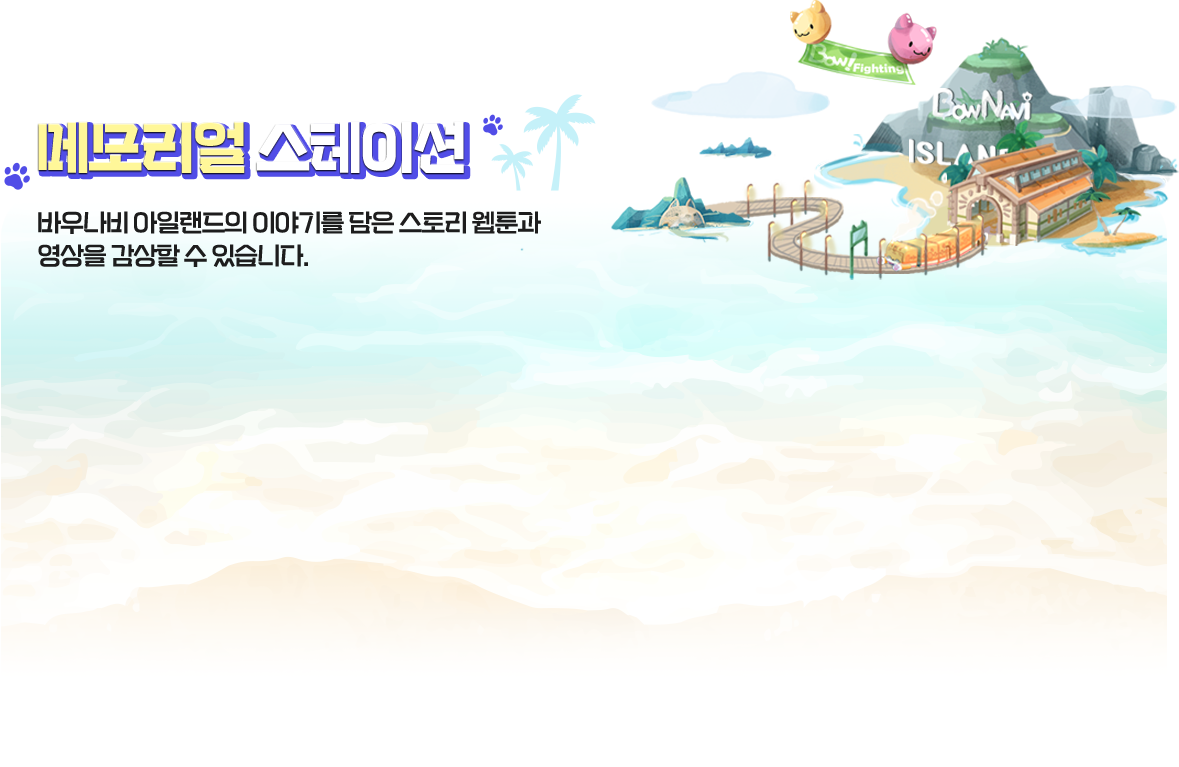 Bow!Fighting
BowNavi
메모리얼 스테이션
ISLAN
바우나비 아일랜드의 이야기를 담은 스토리 웹툰과
영상을 감상할 수 있습니다.